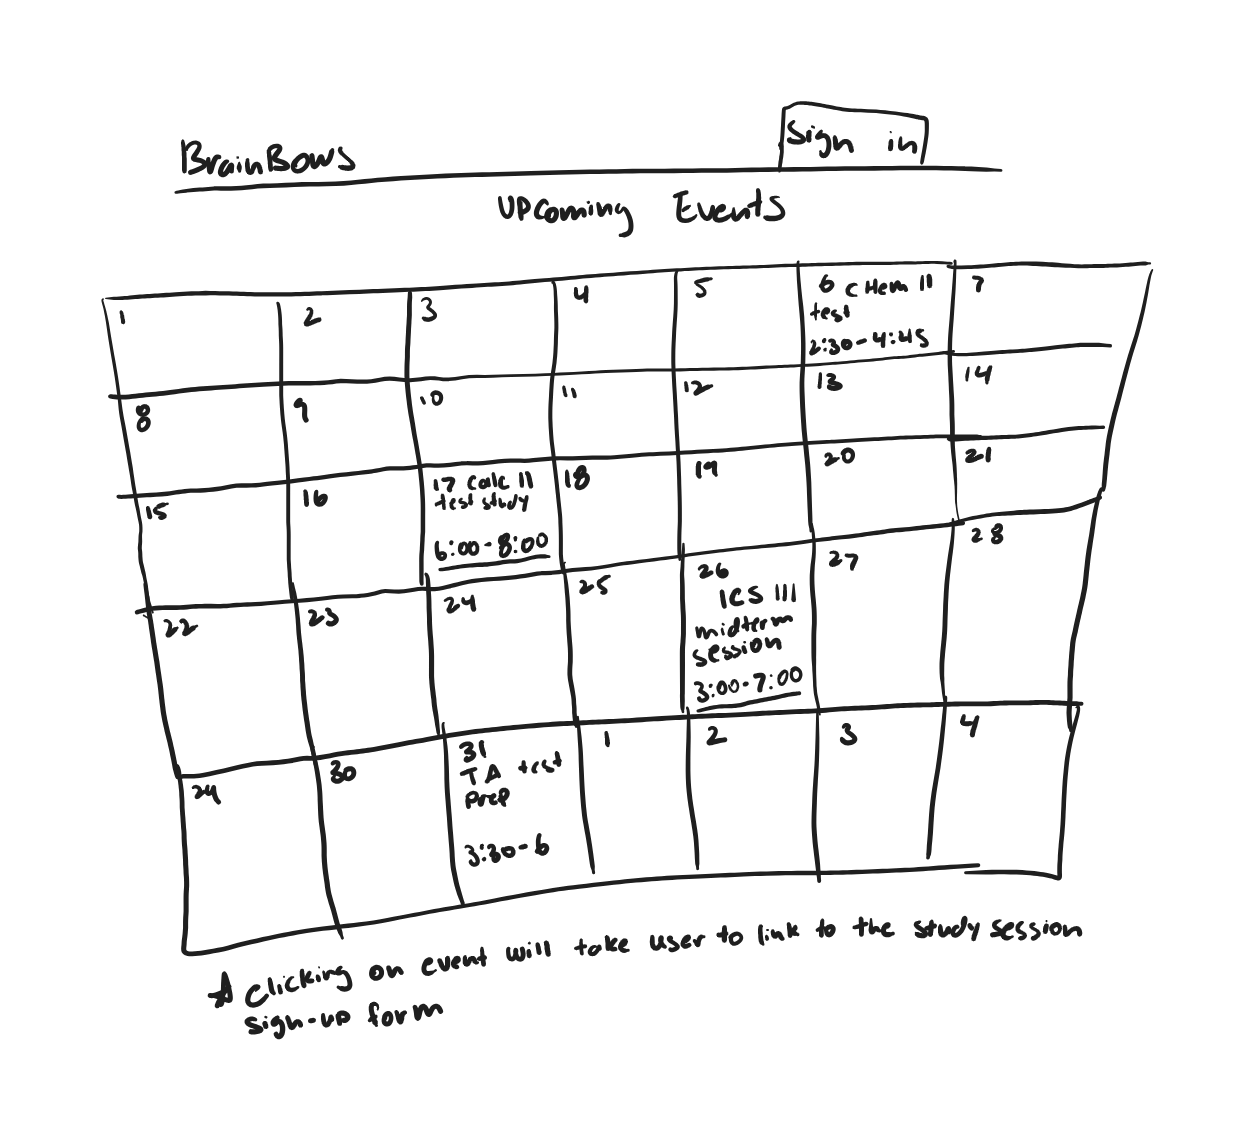 BrainBows
Sign in
UPcoming Events
1
2
3
4
5
6 CHem II
test
2:30-4:45
7
8
9
10
11
12
13
14
15
16
17 Calc II
test study
6:00-8:00
18
19
20
21
22
23
24
25
26
ICS III
midterm
session
3:00-7:00
27
28
29
30
31
TA test
Prep
3:30-6
1
2
3
4
☆ Clicking on event will take user to link to the study session
sign-up form